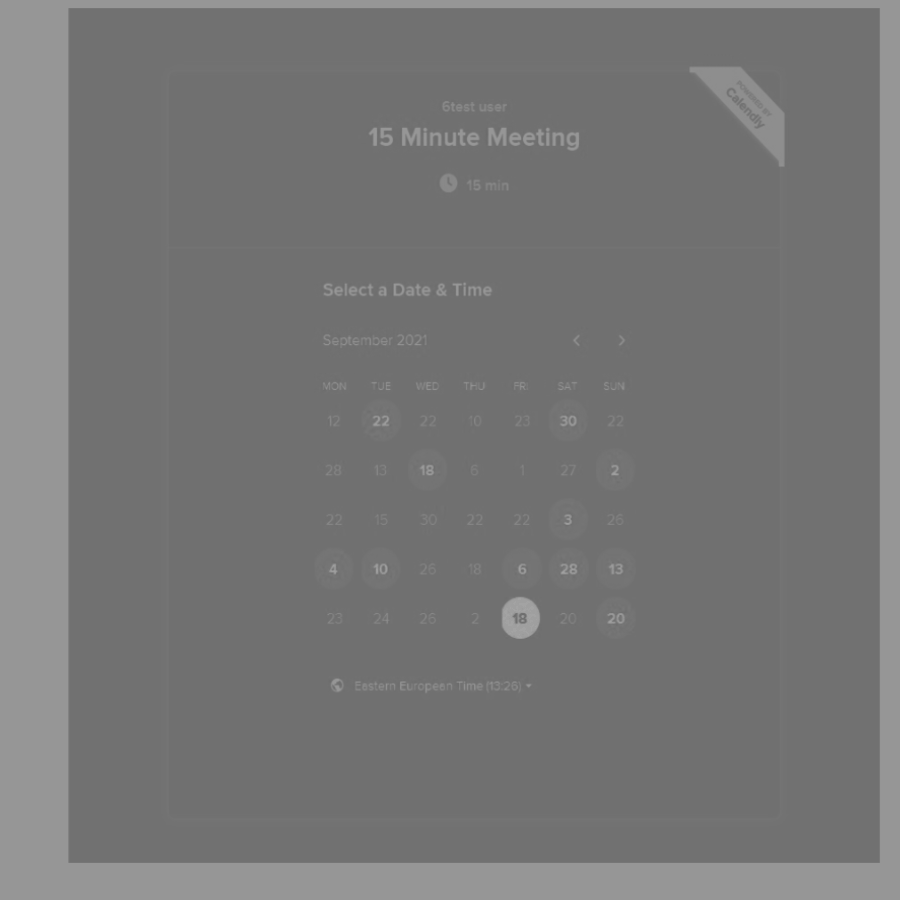 POWERED BY
Calendly
6test user
15 Minute Meeting
15 min
Select a Date & Time
September 2021
MON TUE WED THU FRI SAT SUN
12 22 22 10 23 30 22
28 13 18 6 1 27 2
22 15 30 22 22 3 26
4 10 26 18 6 28 13
23 24 26 2 18 20 20
Eestern European Time (13:26)